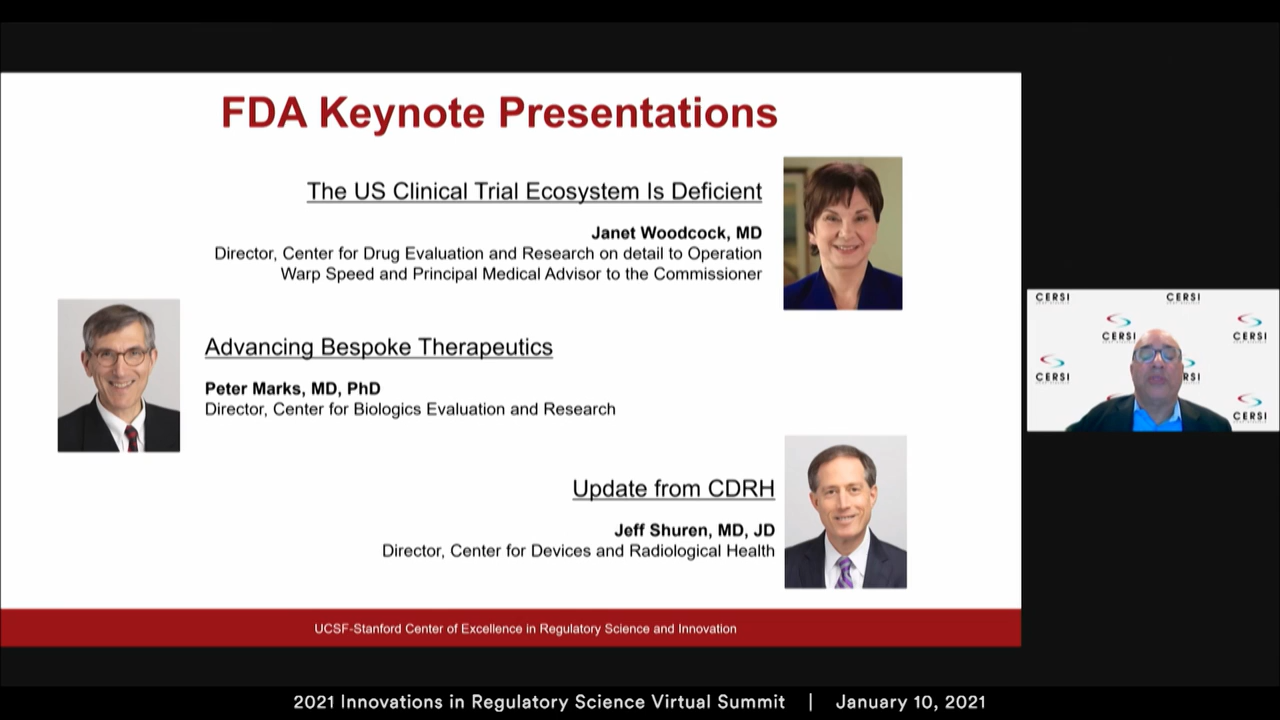 FDA Keynote Presentations
The US Clinical Trial Ecosystem Is Deficient
Janet Woodcock, MD
Director, Center for Drug Evaluation and Research on detail to Operation
Warp Speed and Principal Medical Advisor to the Commissioner
Advancing Bespoke Therapeutics
Peter Marks, MD, PhD
Director, Center for Biologics Evaluation and Research
Update from CDRH
Jeff Shuren, MD, JD
Director, Center for Devices and Radiological Health
UCSF-Stanford Center of Excellence in Regulatory Science and Innovation
CERSI
CERSI
CERSI
CERSI
CERSI
RSI
CERSI
2021 Innovations in Regulatory Science Virtual Summit | January 10, 2021